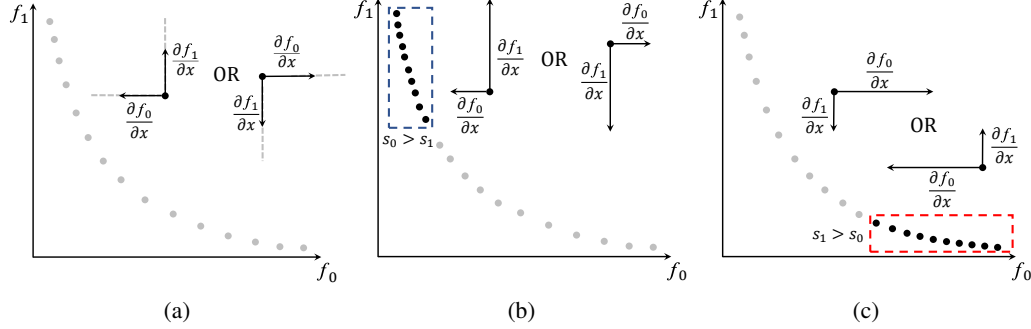 f₁
∂f₁/∂x
OR
∂f₀/∂x
∂f₀/∂x
∂f₁/∂x
f₀
(a)
f₁
∂f₁/∂x
OR
∂f₀/∂x
∂f₀/∂x
∂f₁/∂x
s₀ > s₁
f₀
(b)
f₁
∂f₀/∂x
∂f₁/∂x
OR
∂f₁/∂x
∂f₀/∂x
s₁ > s₀
f₀
(c)